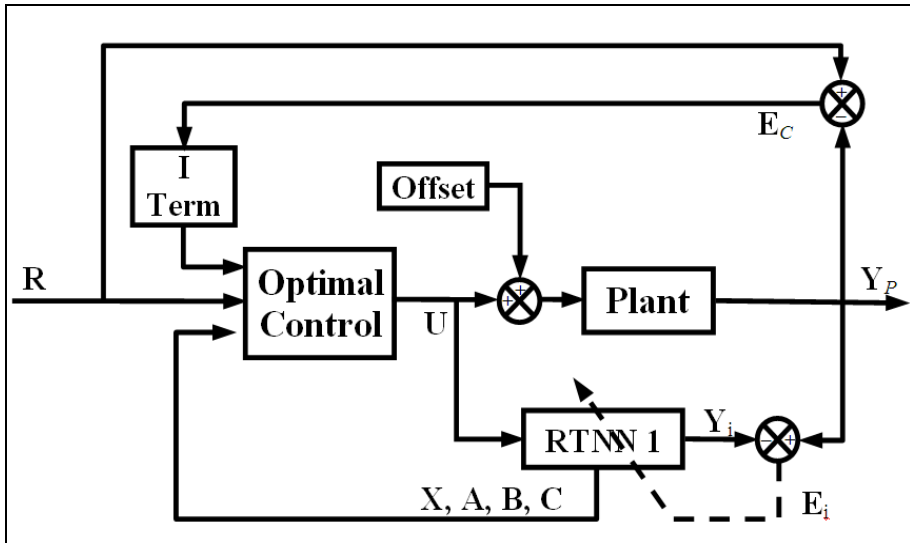 +
−
E_C
I
Term
Offset
R
Optimal
Control
+
+
Plant
Y_P
U
RTNN 1
Y_i
−
+
X, A, B, C
E_i